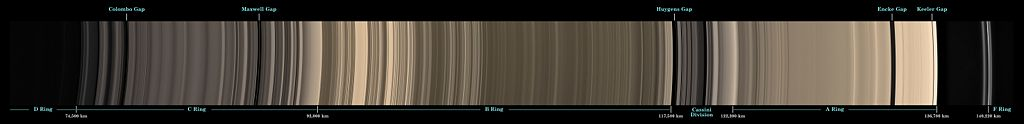 Colombo Gap
Maxwell Gap
Huygens Gap
Encke Gap
Keeler Gap
D Ring
C Ring
B Ring
Cassini
Division
A Ring
F Ring
74,500 km
92,000 km
117,500 km
122,200 km
136,780 km
140,220 km